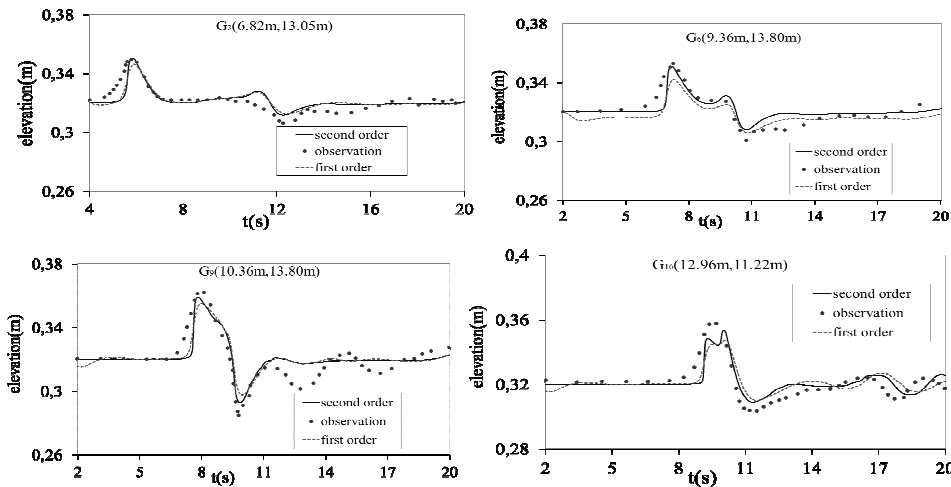 G3(6.82m,13.05m)
0,38
0,34
0,3
0,26
elevation(m)
second order
observation
first order
4 8 12 16 20
t(s)
G6(9.36m,13.80m)
0,38
0,34
0,3
0,26
elevation(m)
second order
observation
first order
2 5 8 11 14 17 20
t(s)
G9(10.36m,13.80m)
0,38
0,34
0,3
0,26
elevation(m)
second order
observation
first order
2 5 8 11 14 17 20
t(s)
G16(12.96m,11.22m)
0,4
0,36
0,32
0,28
elevation(m)
second order
observation
first order
2 5 8 11 14 17 20
t(s)